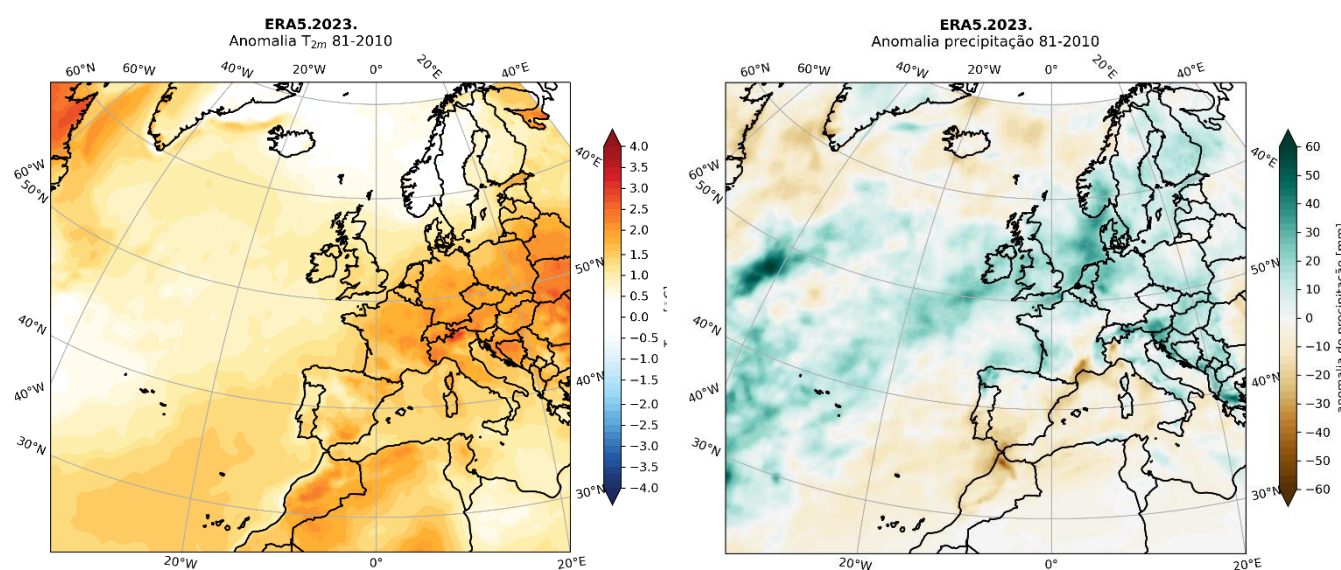 ERA5.2023.
Anomalia T2m 81-2010
60°N 60°N 40°W 20°W 0° 20°E 40°E
60°W
50°N
40°N
40°W
30°N
20°W 0° 20°E
40°E
50°N
40°N
30°N
4.0
3.5
3.0
2.5
2.0
1.5
1.0
0.5
0.0
−0.5
−1.0
−1.5
−2.0
−2.5
−3.0
−3.5
−4.0
ERA5.2023.
Anomalia precipitação 81-2010
60°N 60°N 40°W 20°W 0° 20°E 40°E
60°W
50°N
40°N
40°W
30°N
20°W 0° 20°E
40°E
50°N
40°N
30°N
60
50
40
30
20
10
0
−10
−20
−30
−40
−50
−60
anomalia de precipitação [mm]